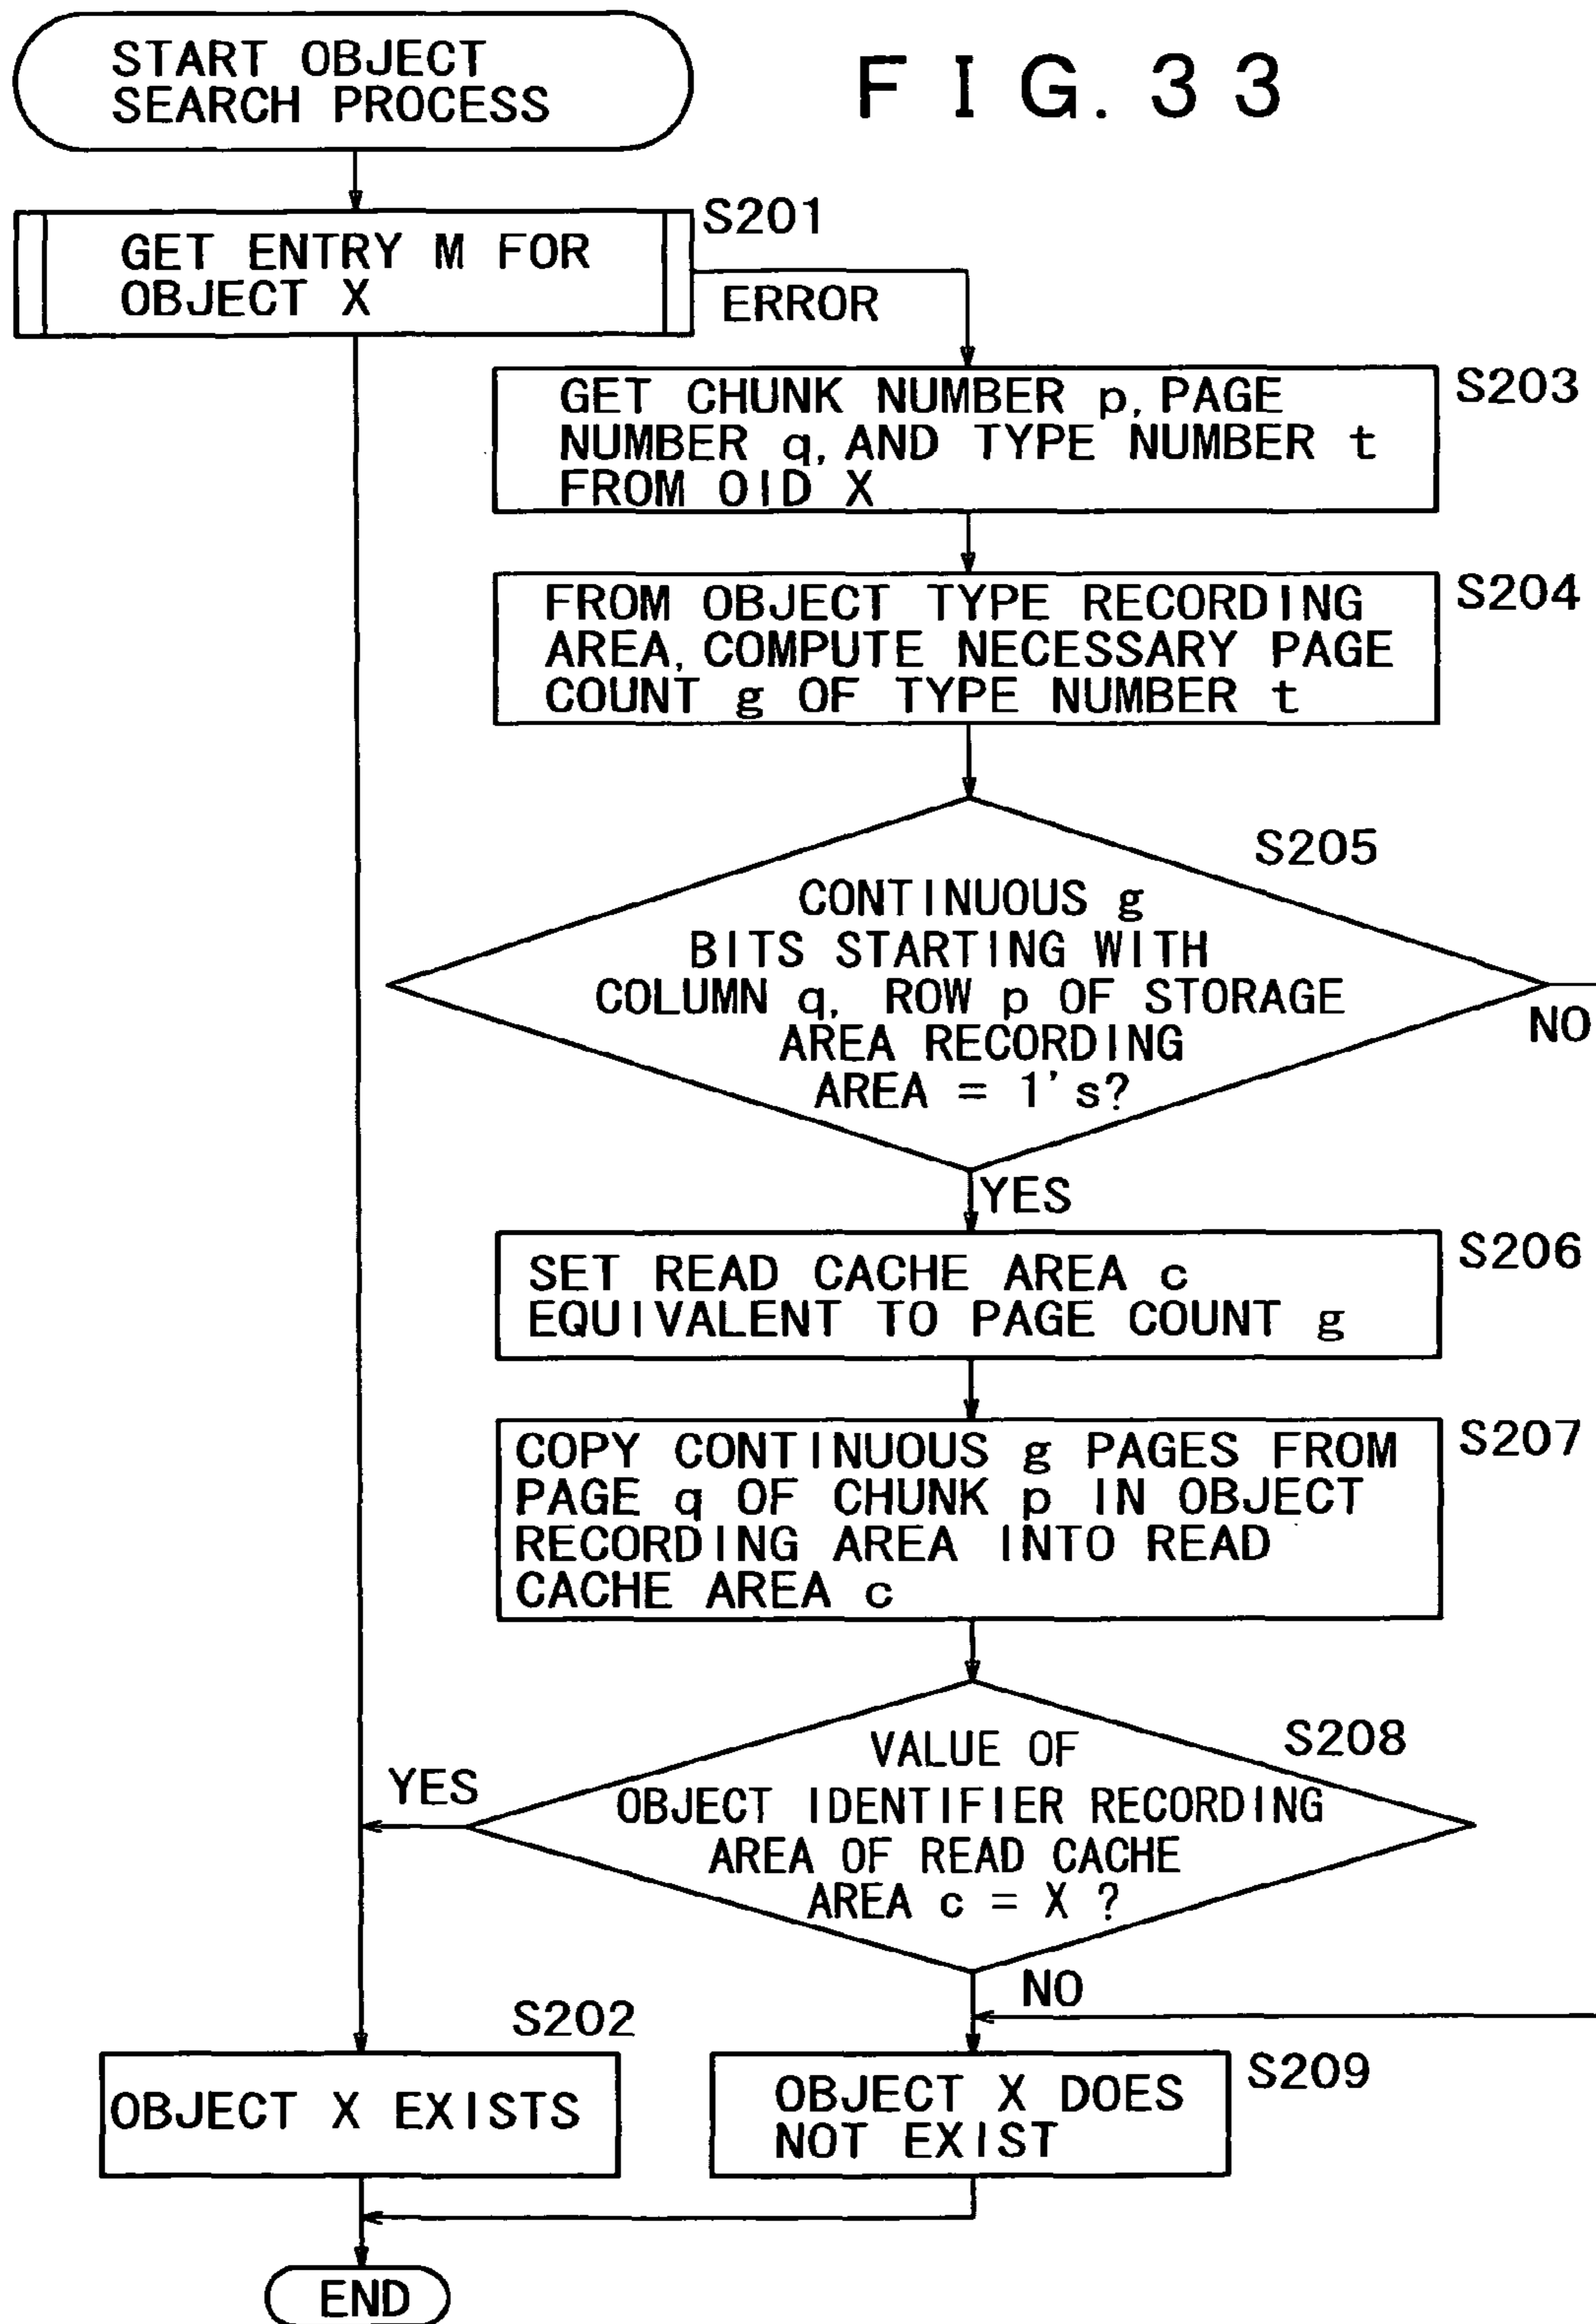 START OBJECT
SEARCH PROCESS
FIG. 33
S201
GET ENTRY M FOR
OBJECT X
ERROR
S203
GET CHUNK NUMBER p, PAGE
NUMBER q, AND TYPE NUMBER t
FROM OID X
S204
FROM OBJECT TYPE RECORDING
AREA, COMPUTE NECESSARY PAGE
COUNT g OF TYPE NUMBER t
S205
CONTINUOUS g
BITS STARTING WITH
COLUMN q, ROW p OF STORAGE
AREA RECORDING
AREA = 1's?
NO
YES
S206
SET READ CACHE AREA c
EQUIVALENT TO PAGE COUNT g
S207
COPY CONTINUOUS g PAGES FROM
PAGE q OF CHUNK p IN OBJECT
RECORDING AREA INTO READ
CACHE AREA c
S208
VALUE OF
OBJECT IDENTIFIER RECORDING
AREA OF READ CACHE
AREA c = X ?
YES
NO
S202
OBJECT X EXISTS
S209
OBJECT X DOES
NOT EXIST
END